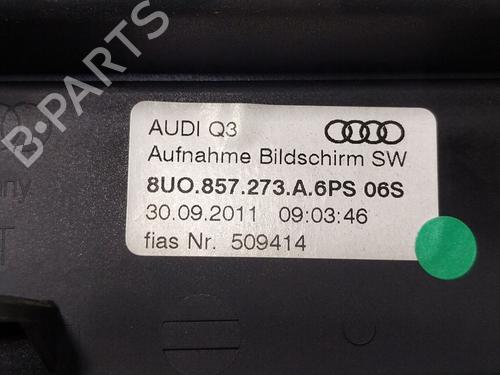 B-PARTS
AUDI Q3
Aufnahme Bildschirm SW
8UO.857.273.A.6PS 06S
30.09.2011 09:03:46
fias Nr. 509414